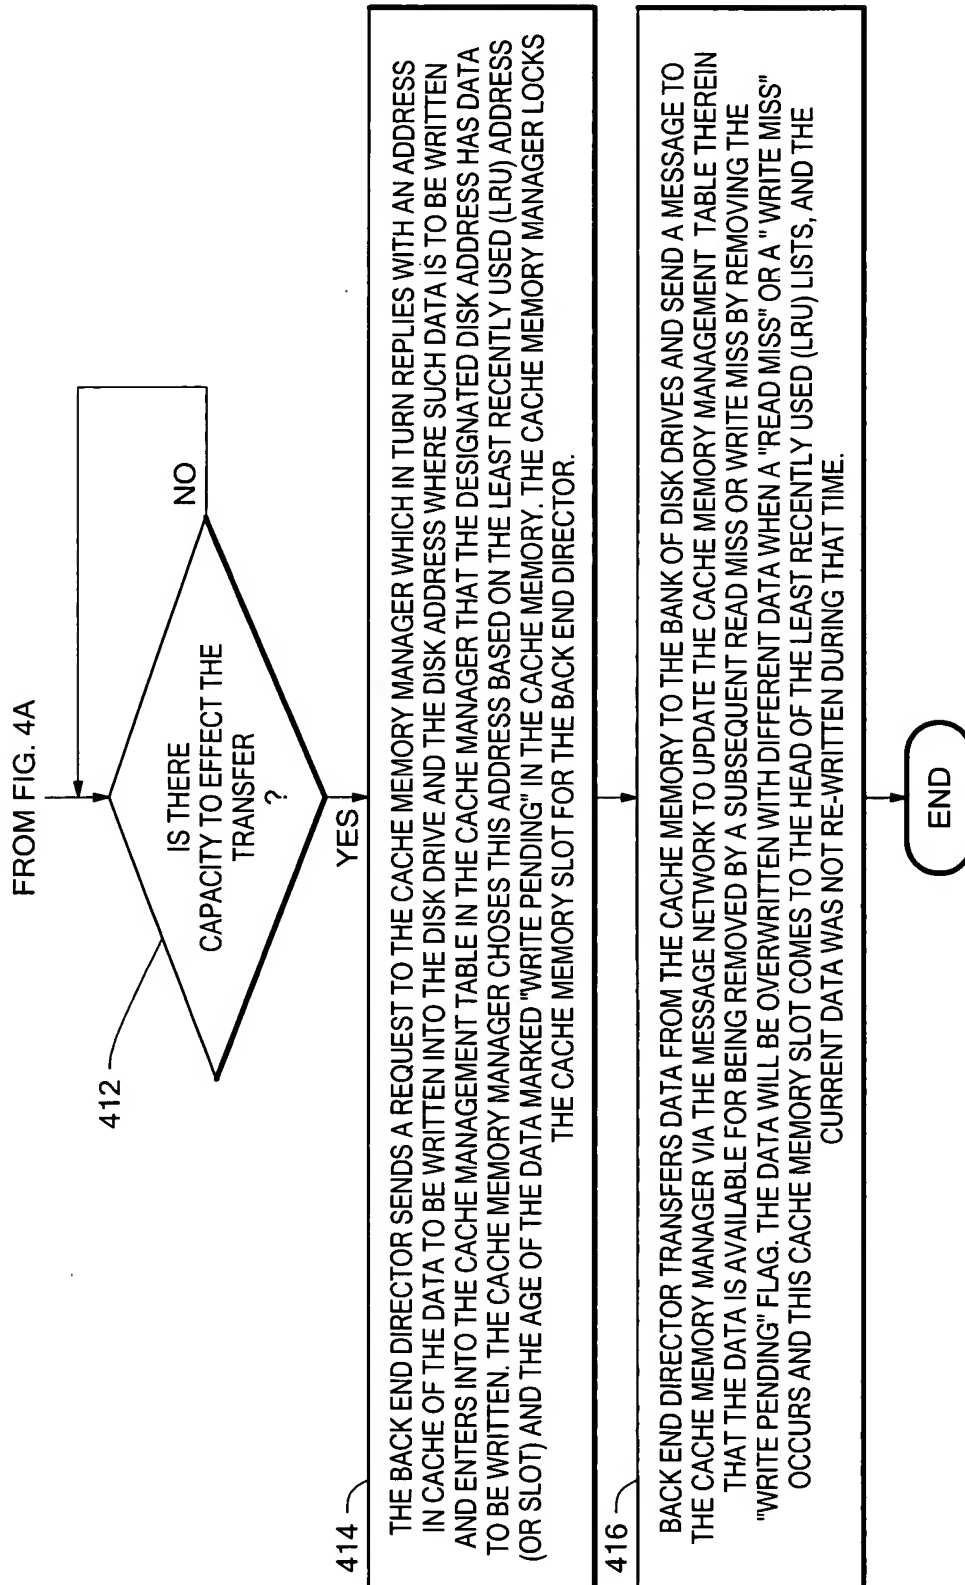 FROM FIG. 4A
412
IS THERE
CAPACITY TO EFFECT THE
TRANSFER
?
NO
YES
414
THE BACK END DIRECTOR SENDS A REQUEST TO THE CACHE MEMORY MANAGER WHICH IN TURN REPLIES WITH AN ADDRESS
IN CACHE OF THE DATA TO BE WRITTEN INTO THE DISK DRIVE AND THE DISK ADDRESS WHERE SUCH DATA IS TO BE WRITTEN
AND ENTERS INTO THE CACHE MANAGEMENT TABLE IN THE CACHE MANAGER THAT THE DESIGNATED DISK ADDRESS HAS DATA
TO BE WRITTEN. THE CACHE MEMORY MANAGER CHOSES THIS ADDRESS BASED ON THE LEAST RECENTLY USED (LRU) ADDRESS
(OR SLOT) AND THE AGE OF THE DATA MARKED "WRITE PENDING" IN THE CACHE MEMORY. THE CACHE MEMORY MANAGER LOCKS
THE CACHE MEMORY SLOT FOR THE BACK END DIRECTOR.
416
BACK END DIRECTOR TRANSFERS DATA FROM THE CACHE MEMORY TO THE BANK OF DISK DRIVES AND SEND A MESSAGE TO
THE CACHE MEMORY MANAGER VIA THE MESSAGE NETWORK TO UPDATE THE CACHE MEMORY MANAGEMENT TABLE THEREIN
THAT THE DATA IS AVAILABLE FOR BEING REMOVED BY A SUBSEQUENT READ MISS OR WRITE MISS BY REMOVING THE
"WRITE PENDING" FLAG. THE DATA WILL BE OVERWRITTEN WITH DIFFERENT DATA WHEN A "READ MISS" OR A " WRITE MISS"
OCCURS AND THIS CACHE MEMORY SLOT COMES TO THE HEAD OF THE LEAST RECENTLY USED (LRU) LISTS, AND THE
CURRENT DATA WAS NOT RE-WRITTEN DURING THAT TIME.
END